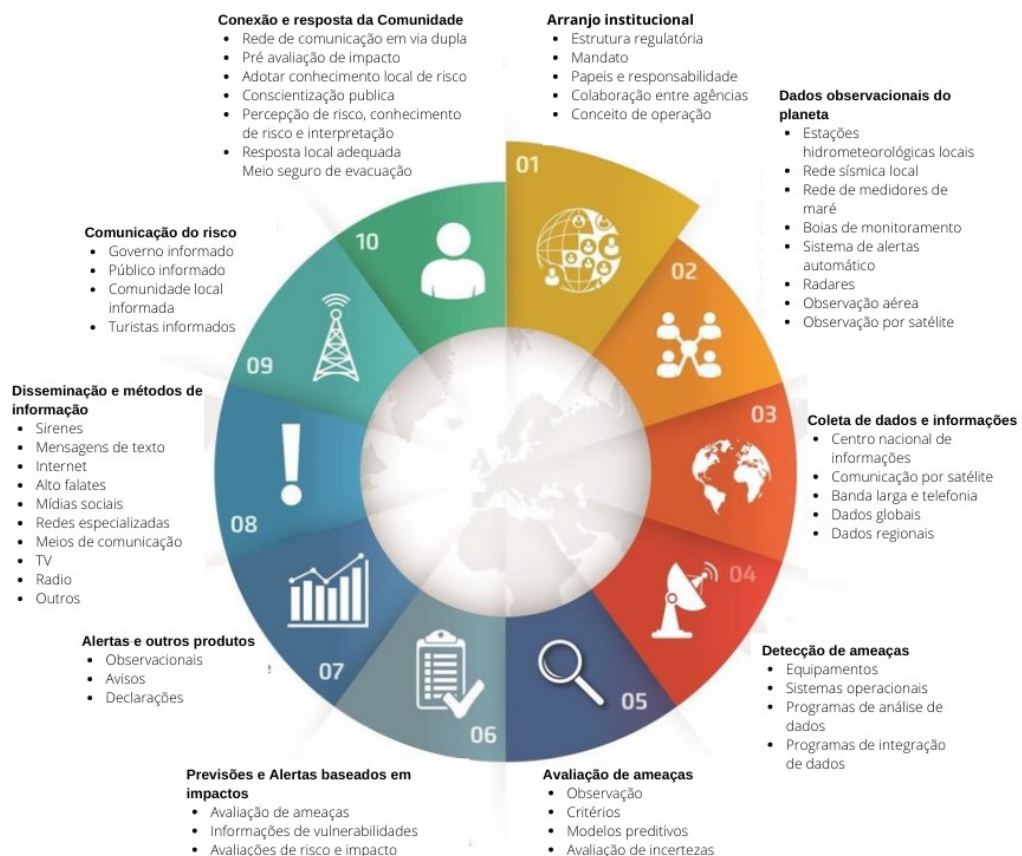 Conexão e resposta da Comunidade
• Rede de comunicação em via dupla
• Pré avaliação de impacto
• Adotar conhecimento local de risco
• Conscientização publica
• Percepção de risco, conhecimento
de risco e interpretação
• Resposta local adequada
Meio seguro de evacuação
Arranjo institucional
• Estrutura regulatória
• Mandato
• Papeis e responsabilidade
• Colaboração entre agências
• Conceito de operação
Dados observacionais do
planeta
• Estações
hidrometeorológicas locais
• Rede sísmica local
• Rede de medidores de
maré
• Boias de monitoramento
• Sistema de alertas
automático
• Radares
• Observação aérea
• Observação por satélite
Coleta de dados e informações
• Centro nacional de
informações
• Comunicação por satélite
• Banda larga e telefonia
• Dados globais
• Dados regionais
Detecção de ameaças
• Equipamentos
• Sistemas operacionais
• Programas de análise de
dados
• Programas de integração
de dados
Avaliação de ameaças
• Observação
• Critérios
• Modelos preditivos
• Avaliação de incertezas
Previsões e Alertas baseados em
impactos
• Avaliação de ameaças
• Informações de vulnerabilidades
• Avaliações de risco e impacto
Alertas e outros produtos
• Observacionais
• Avisos
• Declarações
Disseminação e métodos de
informação
• Sirenes
• Mensagens de texto
• Internet
• Alto falates
• Mídias sociais
• Redes especializadas
• Meios de comunicação
• TV
• Radio
• Outros
Comunicação do risco
• Governo informado
• Público informado
• Comunidade local
informada
• Turistas informados
01
02
03
04
05
06
07
08
09
10